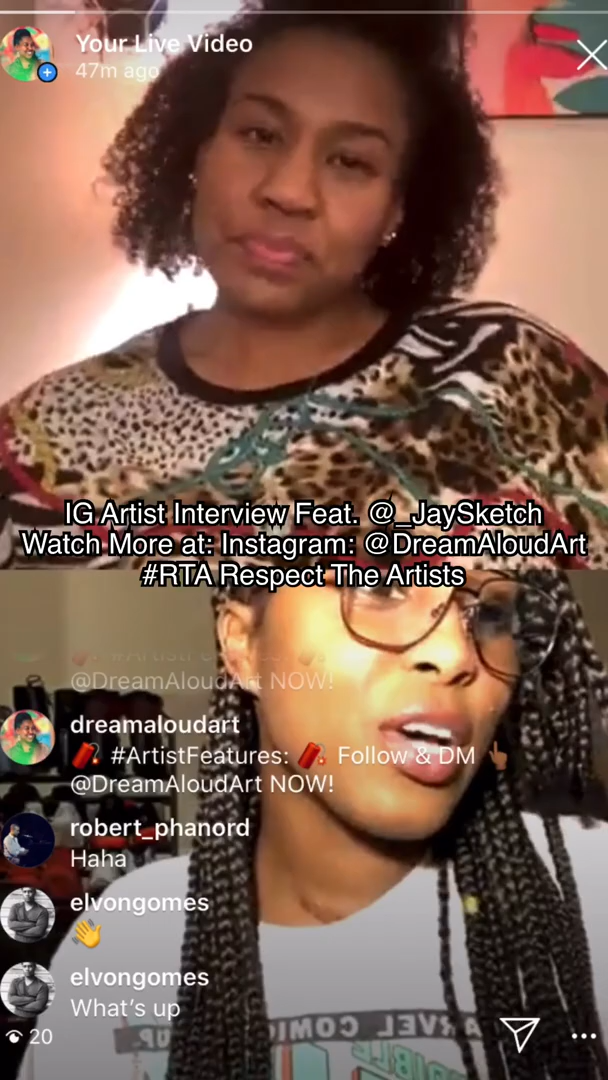 Your Live Video
47m ago
IG Artist Interview Feat. @_JaySketch
Watch More at: Instagram: @DreamAloudArt
#RTA Respect The Artists
@DreamAloudArt NOW!
dreamaloudart
🧧 #ArtistFeatures: 🧧 Follow & DM 👆🏾
@DreamAloudArt NOW!
robert_phanord
Haha
elvongomes
👋
elvongomes
What's up
20